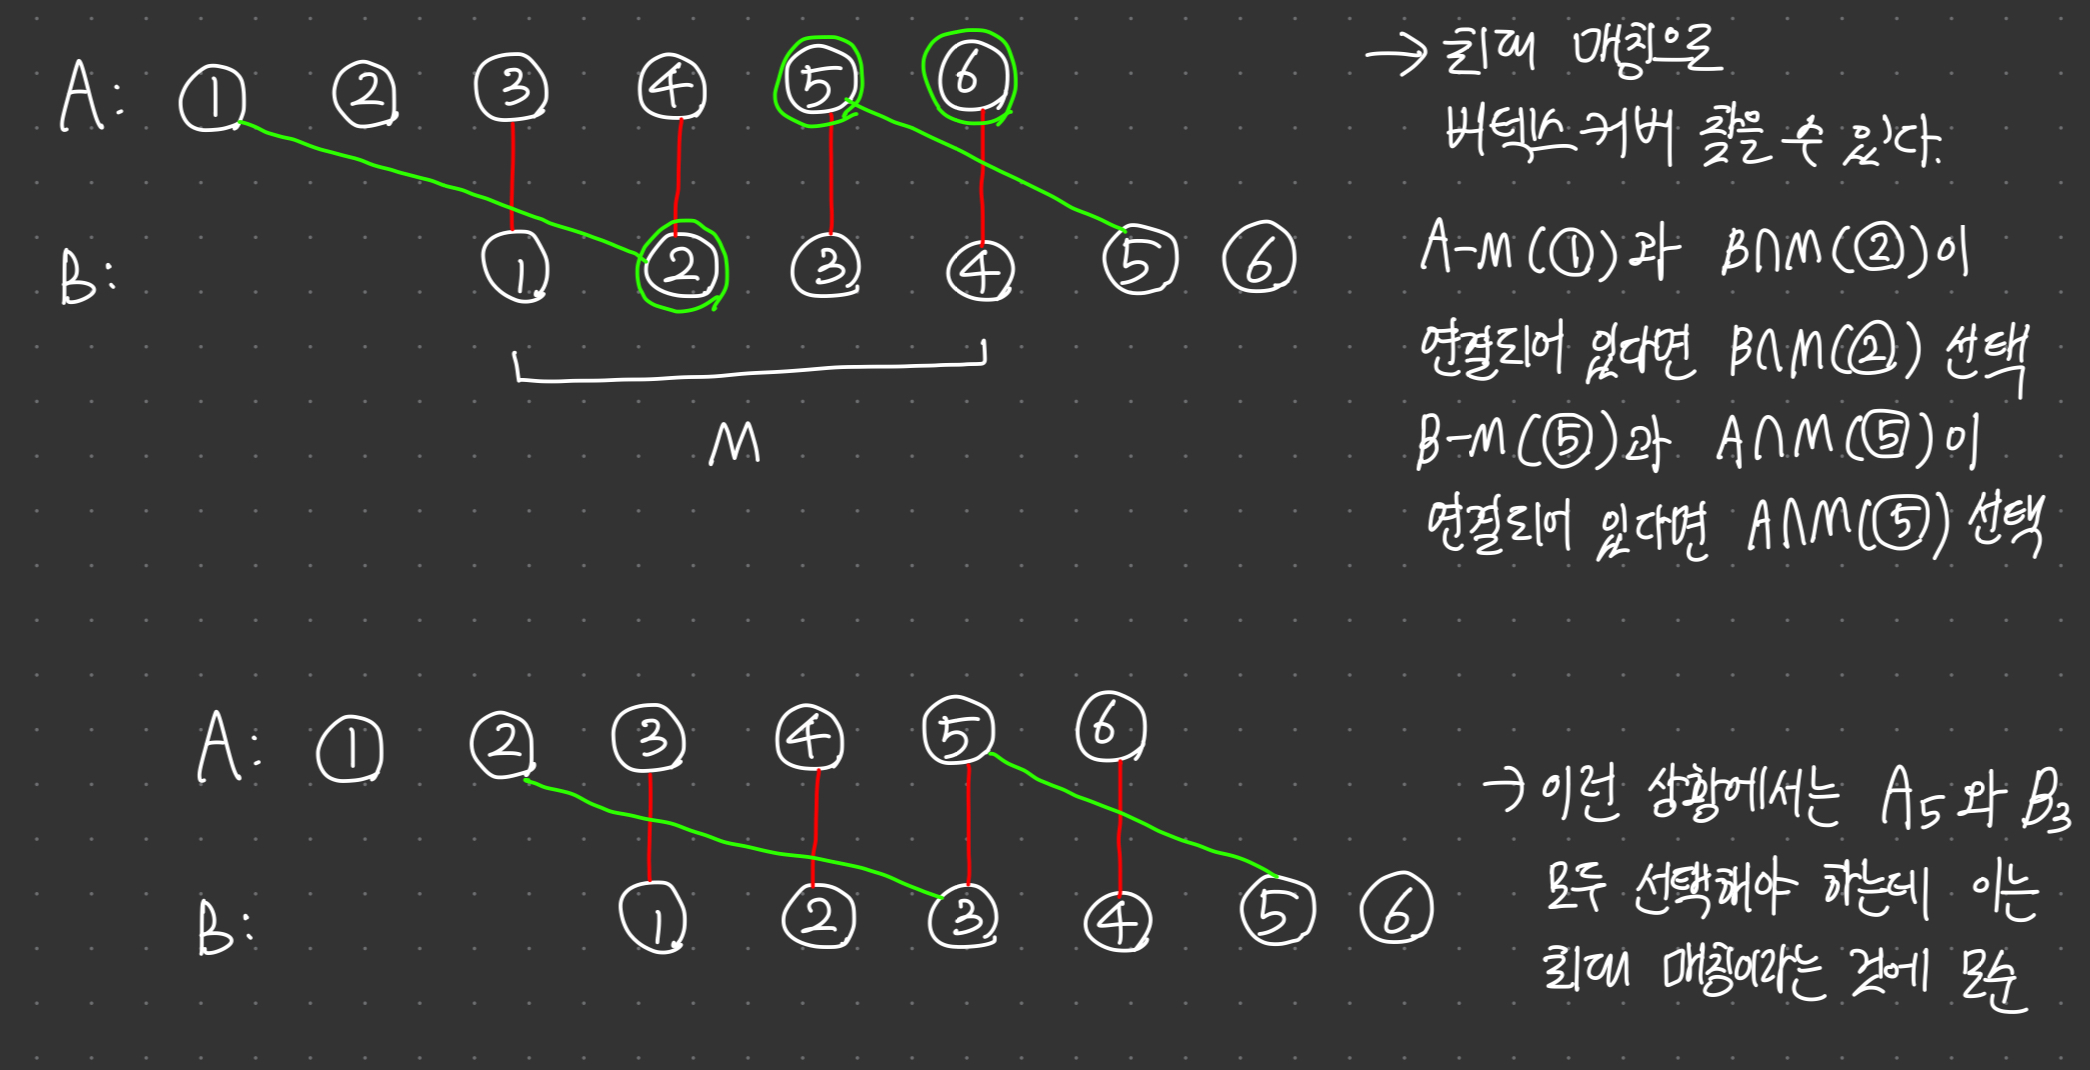 A: ① ② ③ ④ ⑤ ⑥
B: ① ② ③ ④ ⑤ ⑥
M
→ 최대 매칭으로
버텍스커버 찾을 수 있다.
A-M(①)과 B∩M(②)이
연결되어 있다면 B∩M(②) 선택
B-M(⑤)과 A∩M(⑤)이
연결되어 있다면 A∩M(⑤) 선택
A: ① ② ③ ④ ⑤ ⑥
B: ① ② ③ ④ ⑤ ⑥
→ 이런 상황에서는 A₅와 B₃
모두 선택해야 하는데 이는
최대 매칭이라는 것에 모순